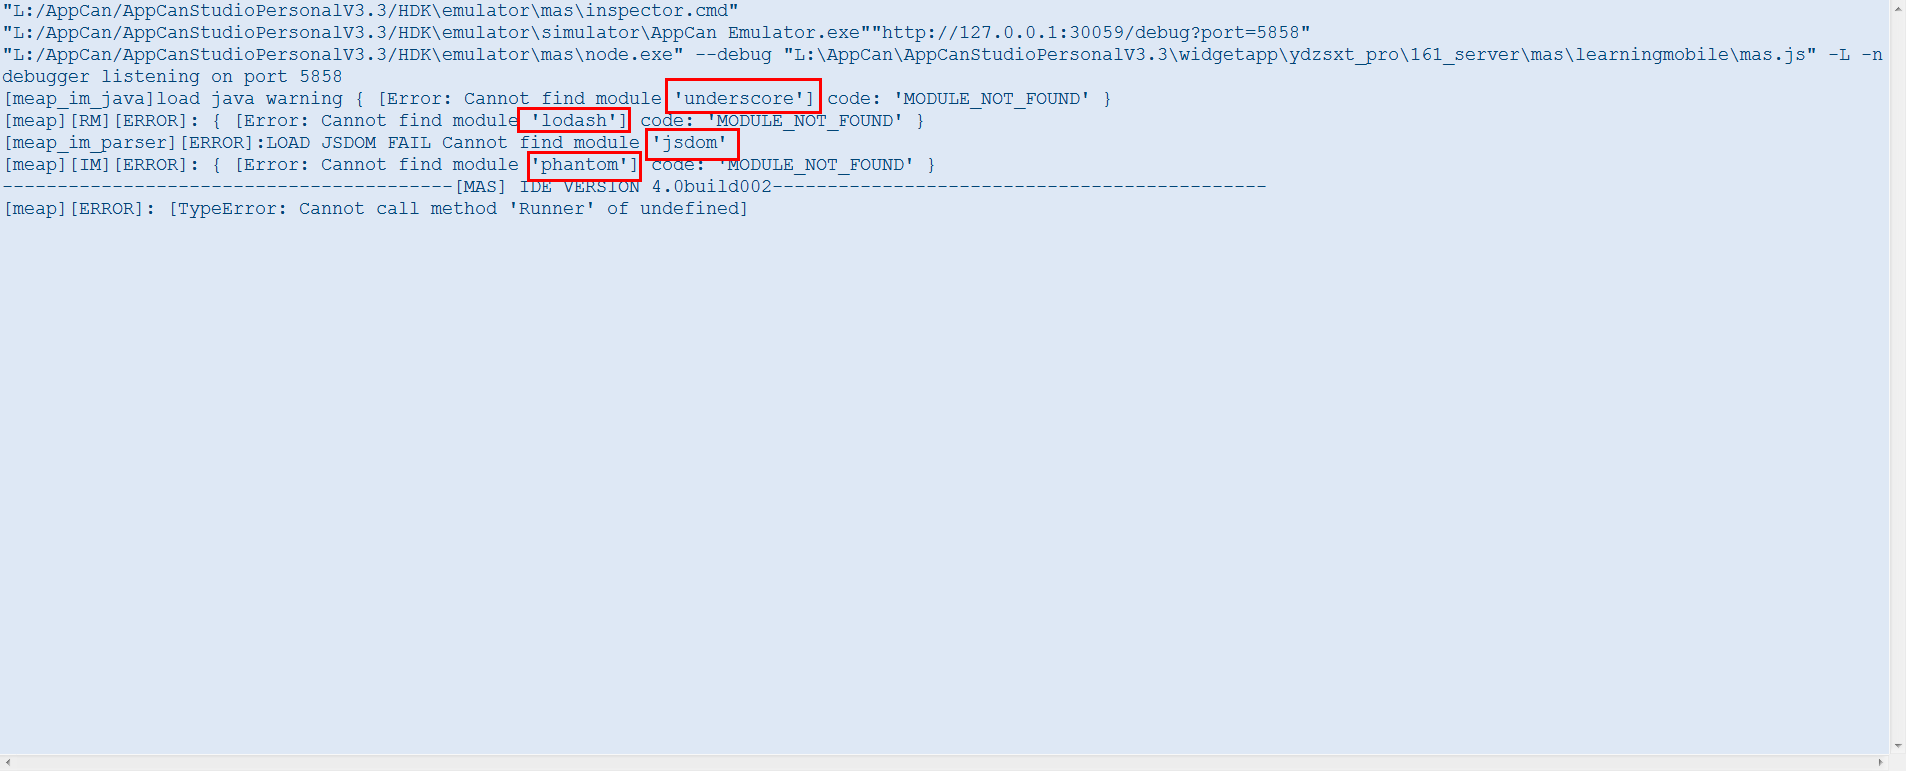 "L:/AppCan/AppCanStudioPersonalV3.3/HDK\emulator\mas\inspector.cmd"
"L:/AppCan/AppCanStudioPersonalV3.3/HDK\emulator\simulator\AppCan Emulator.exe""http://127.0.0.1:30059/debug?port=5858"
"L:/AppCan/AppCanStudioPersonalV3.3/HDK\emulator\mas\node.exe" --debug "L:\AppCan\AppCanStudioPersonalV3.3\widgetapp\ydzsxt_pro\161_server\mas\learningmobile\mas.js" -L -n
debugger listening on port 5858
[meap_im_java]load java warning { [Error: Cannot find module 'underscore'] code: 'MODULE_NOT_FOUND' }
[meap][RM][ERROR]: { [Error: Cannot find module 'lodash'] code: 'MODULE_NOT_FOUND' }
[meap_im_parser][ERROR]:LOAD JSDOM FAIL Cannot find module 'jsdom'
[meap][IM][ERROR]: { [Error: Cannot find module 'phantom'] code: 'MODULE_NOT_FOUND' }
-----------------------------------------[MAS] IDE VERSION 4.0build002---------------------------------------------
[meap][ERROR]: [TypeError: Cannot call method 'Runner' of undefined]